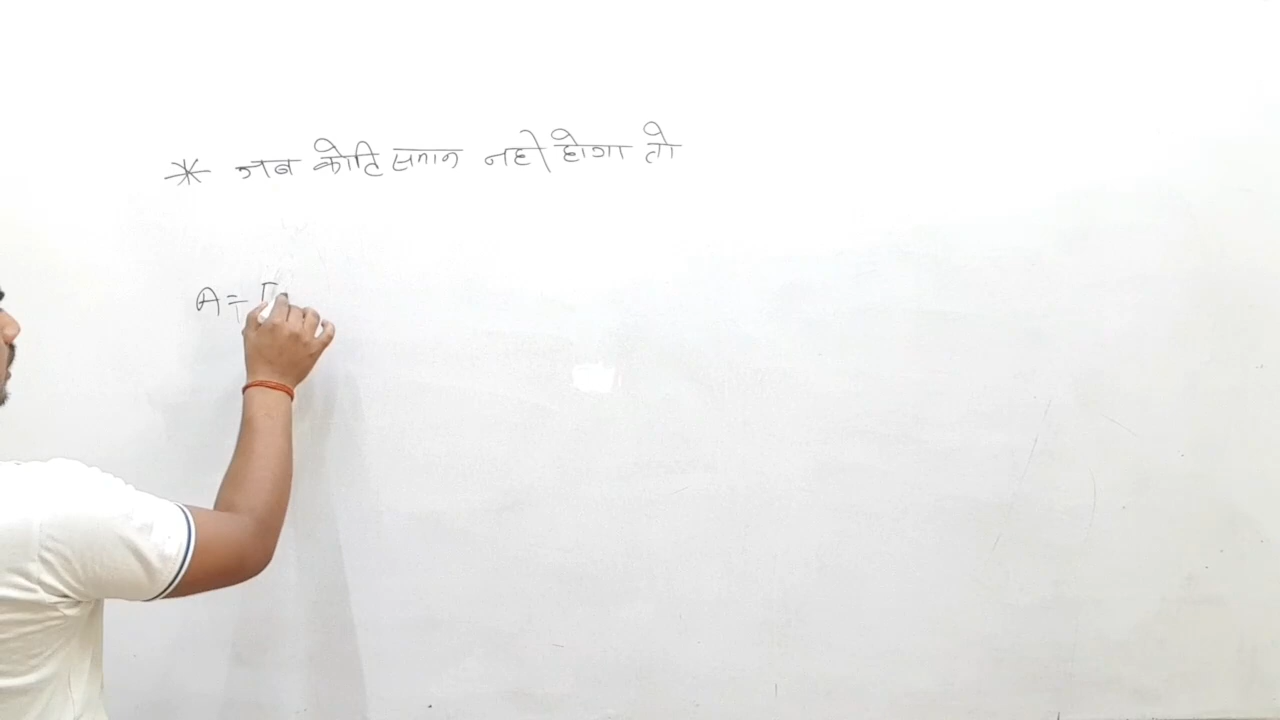 * जब कोटि समान नही होगा तो
A = [